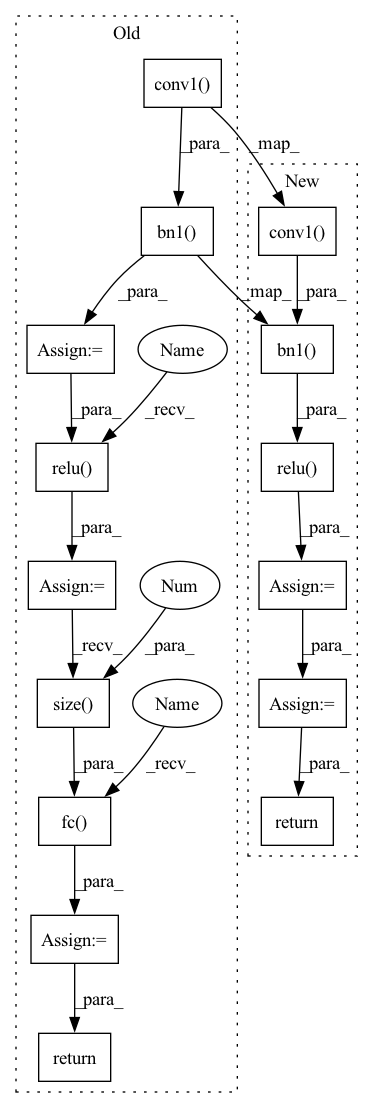 Old
conv1()
_para_
_map_
New
bn1()
conv1()
_para_
_map_
_para_
Assign:=
Name
bn1()
_para_
_recv_
_para_
relu()
relu()
_para_
_para_
Assign:=
Num
Assign:=
_recv_
_para_
_para_
size()
Name
Assign:=
_para_
_recv_
_para_
fc()
return
_para_
Assign:=
_para_
return